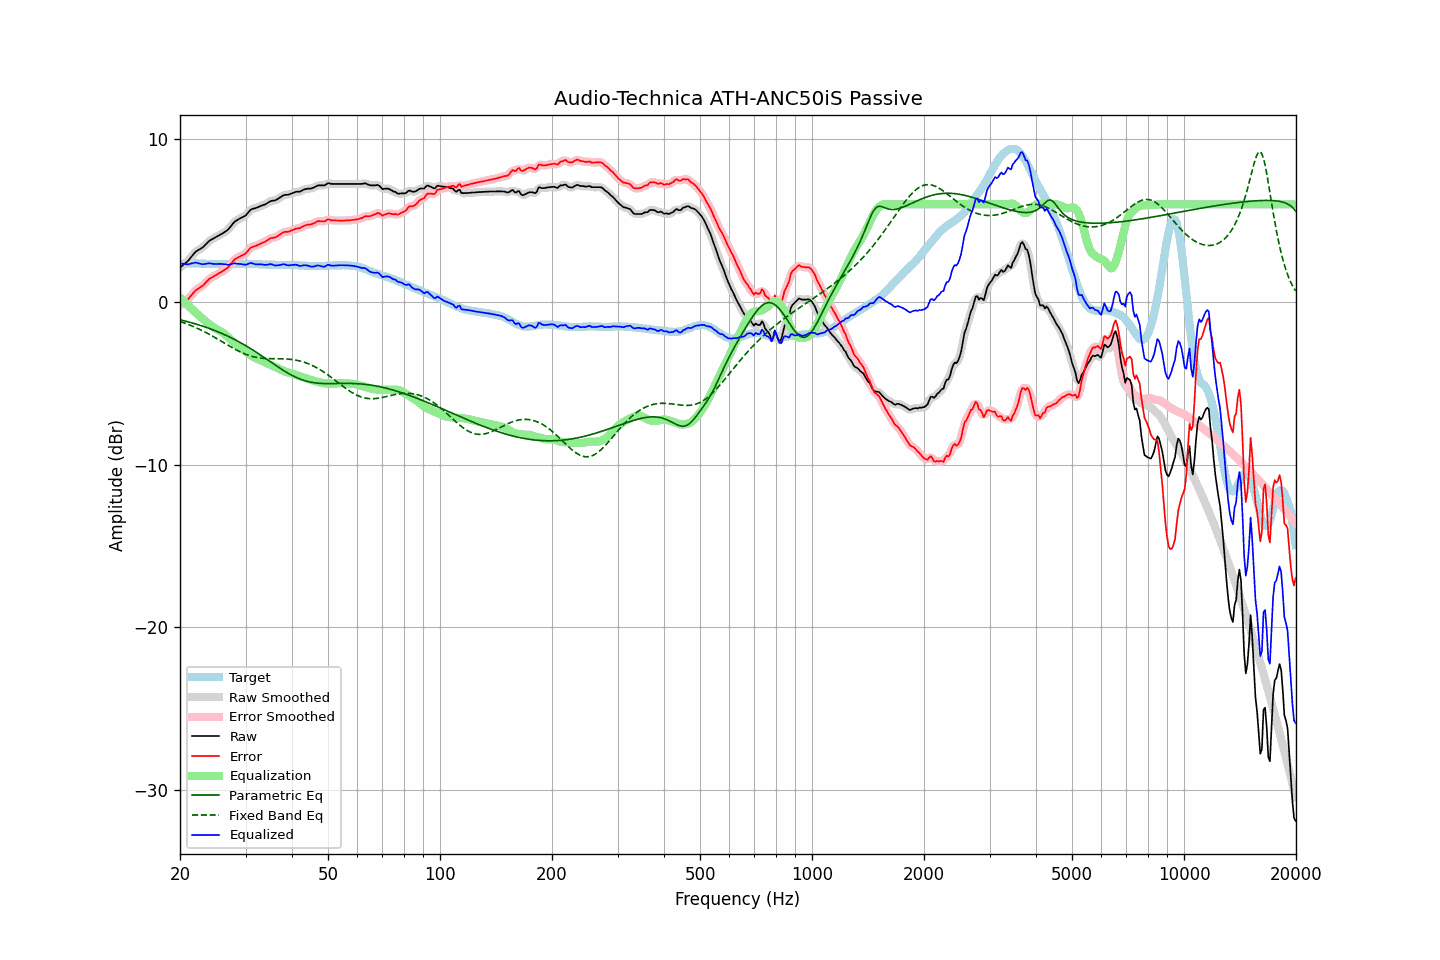 Audio-Technica ATH-ANC50iS Passive
10
0
−10
−20
−30
Amplitude (dBr)
Target
Raw Smoothed
Error Smoothed
Raw
Error
Equalization
Parametric Eq
Fixed Band Eq
Equalized
20 50 100 200 500 1000 2000 5000 10000 20000
Frequency (Hz)